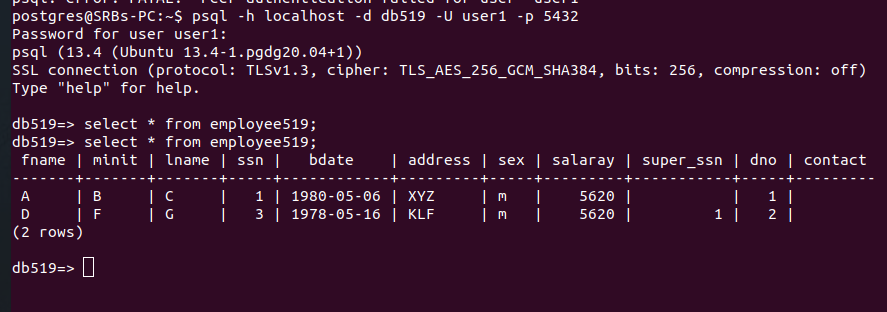 psql: error: FATAL: Peer authentication failed for user "user1"
postgres@SRBs-PC:~$ psql -h localhost -d db519 -U user1 -p 5432
Password for user user1:
psql (13.4 (Ubuntu 13.4-1.pgdg20.04+1))
SSL connection (protocol: TLSv1.3, cipher: TLS_AES_256_GCM_SHA384, bits: 256, compression: off)
Type "help" for help.
db519=> select * from employee519;
db519=> select * from employee519;
fname | minit | lname | ssn | bdate | address | sex | salaray | super_ssn | dno | contact
-------+-------+-------+-----+------------+---------+-----+---------+-----------+-----+---------
A | B | C | 1 | 1980-05-06 | XYZ | m | 5620 | | 1 |
D | F | G | 3 | 1978-05-16 | KLF | m | 5620 | 1 | 2 |
(2 rows)
db519=>